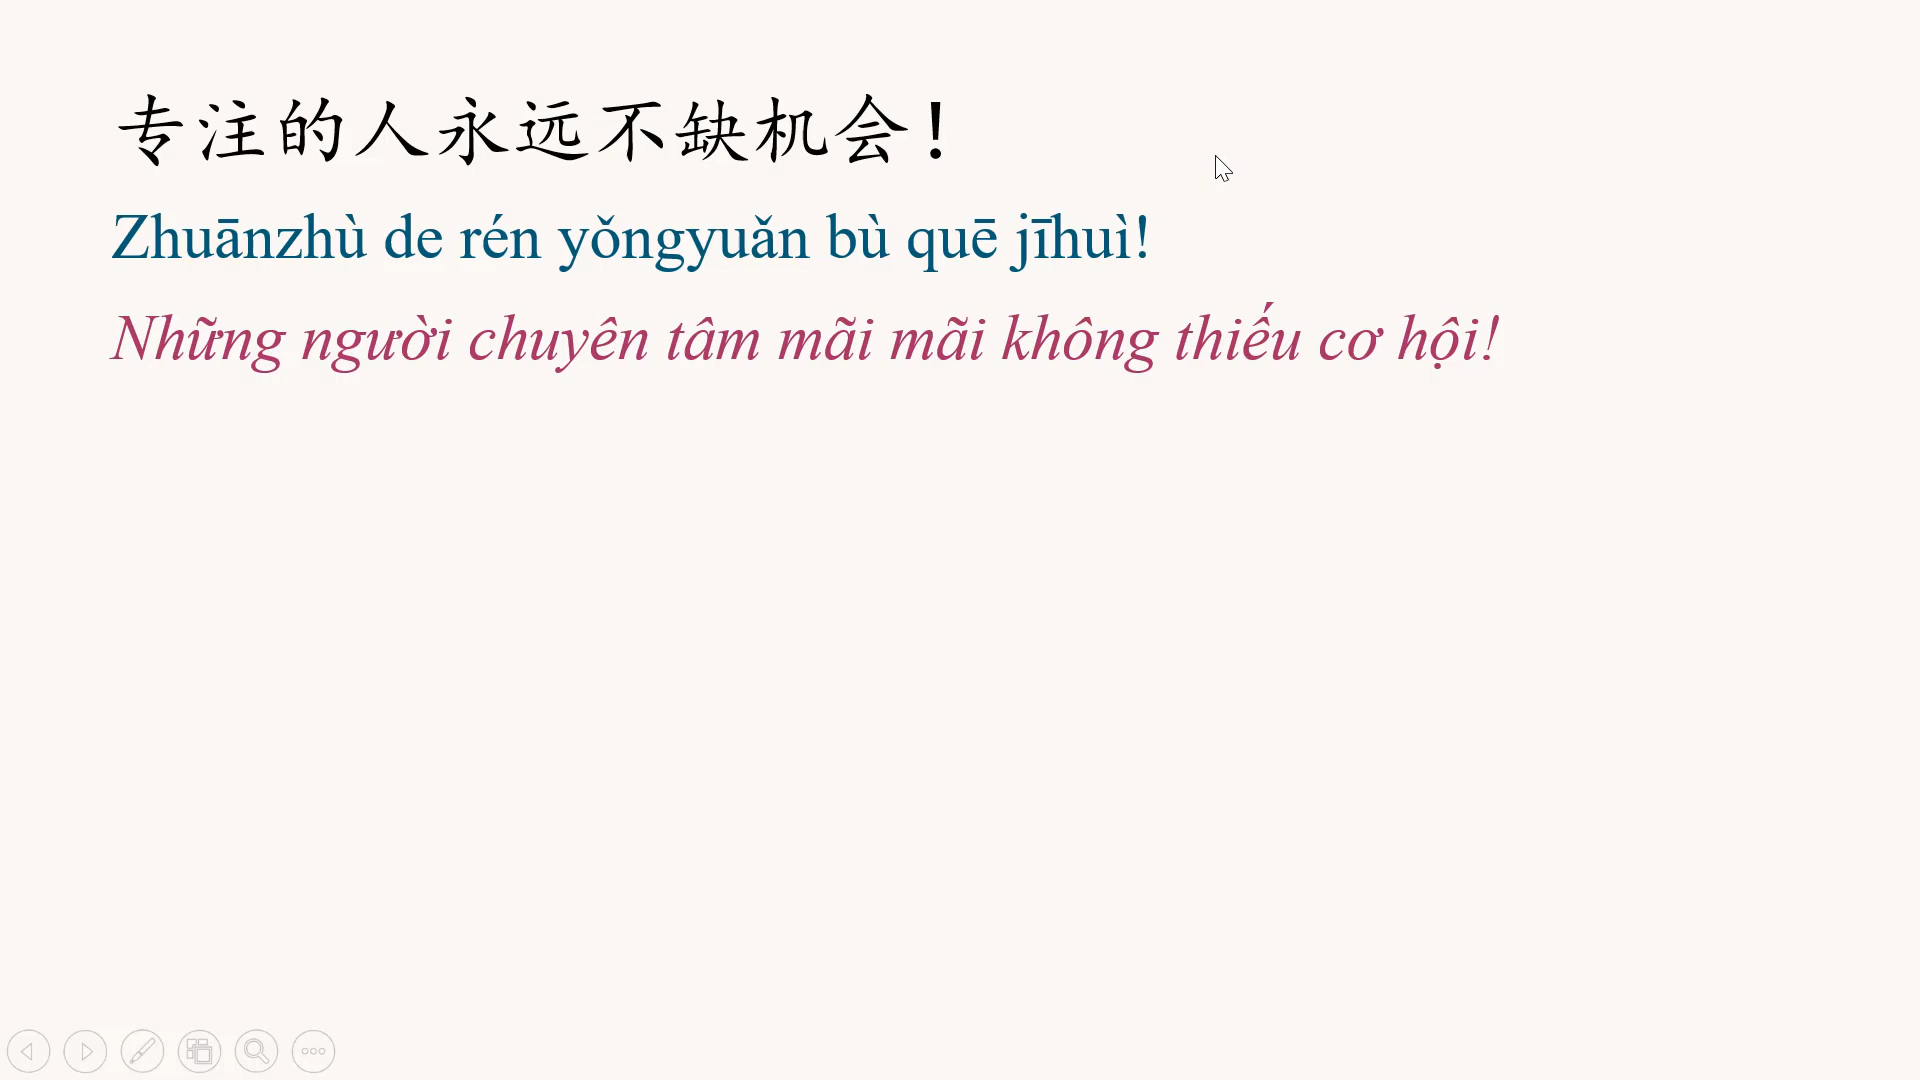 专注的人永远不缺机会！
Zhuānzhù de rén yǒngyuǎn bù quē jīhuì!
Những người chuyên tâm mãi mãi không thiếu cơ hội!